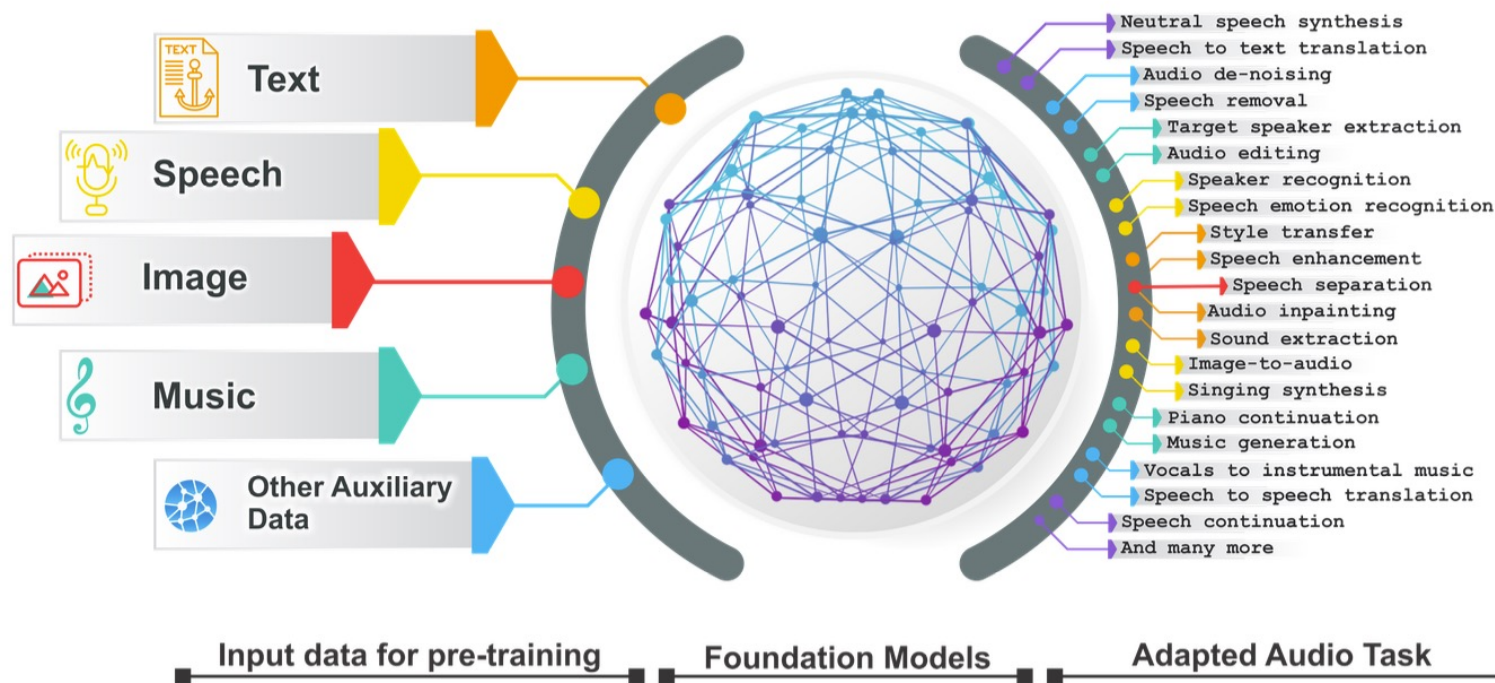 TEXT
Text
Speech
Image
Music
Other Auxiliary
Data
Neutral speech synthesis
Speech to text translation
Audio de-noising
Speech removal
Target speaker extraction
Audio editing
Speaker recognition
Speech emotion recognition
Style transfer
Speech enhancement
Speech separation
Audio inpainting
Sound extraction
Image-to-audio
Singing synthesis
Piano continuation
Music generation
Vocals to instrumental music
Speech to speech translation
Speech continuation
And many more
Input data for pre-training
Foundation Models
Adapted Audio Task